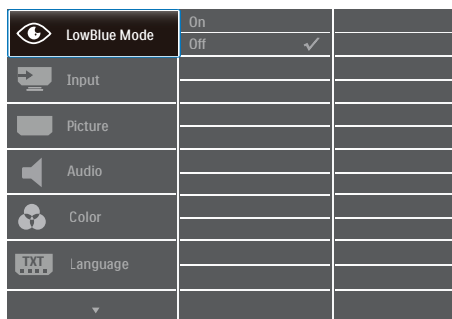 LowBlue Mode
On
Off
Input
Picture
Audio
Color
TXT
Language